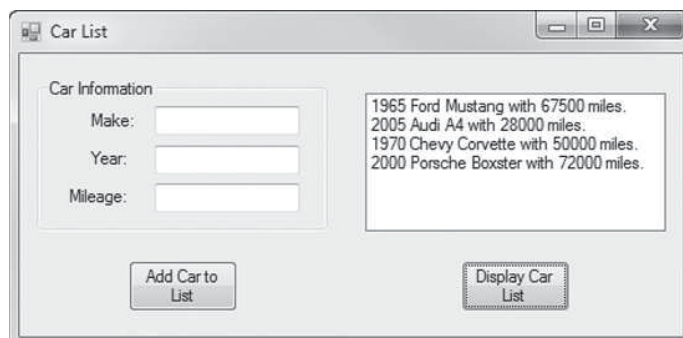 Car List
Car Information
Make:
Year:
Mileage:
1965 Ford Mustang with 67500 miles.
2005 Audi A4 with 28000 miles.
1970 Chevy Corvette with 50000 miles.
2000 Porsche Boxster with 72000 miles.
Add Car to
List
Display Car
List